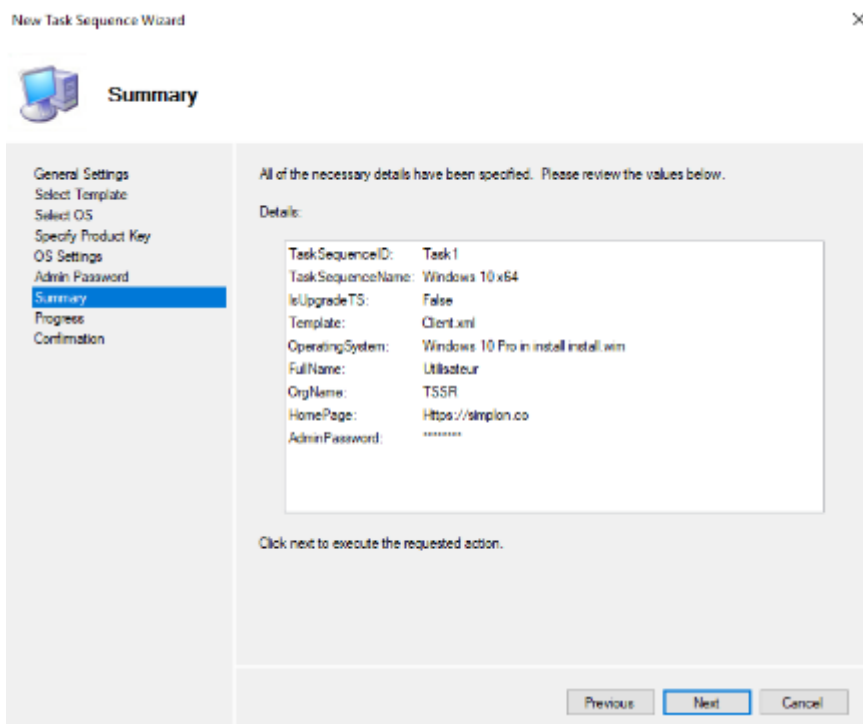 New Task Sequence Wizard
Summary
General Settings
Select Template
Select OS
Specify Product Key
OS Settings
Admin Password
Summary
Progress
Confirmation
All of the necessary details have been specified. Please review the values below.
Details:
TaskSequenceID: Task1
TaskSequenceName: Windows 10 x64
IsUpgradeTS: False
Template: Client.xml
OperatingSystem: Windows 10 Pro in install install.wim
FullName: Utilisateur
OrgName: TSSR
HomePage: Https://simplon.co
AdminPassword: ********
Click next to execute the requested action.
Previous Next Cancel